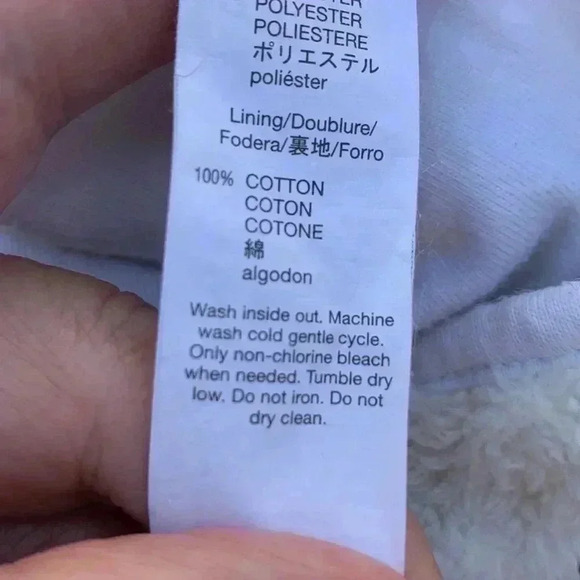 POLYESTER
POLIESTERE
ポリエステル
poliéster
Lining/Doublure/
Fodera/裏地/Forro
100% COTTON
COTON
COTONE
綿
algodon
Wash inside out. Machine
wash cold gentle cycle.
Only non-chlorine bleach
when needed. Tumble dry
low. Do not iron. Do not
dry clean.